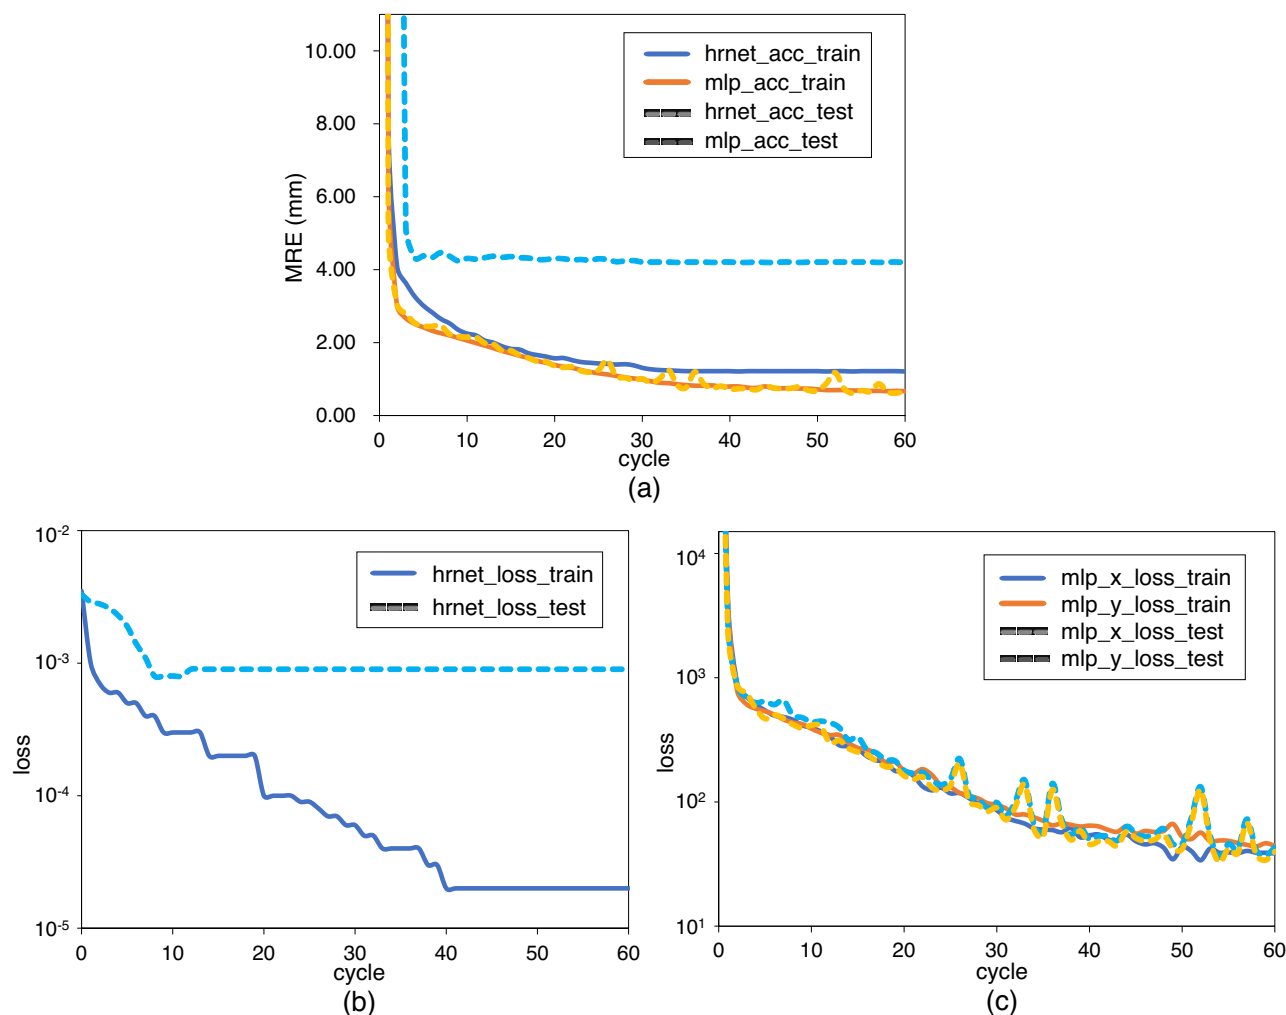 10.00
8.00
6.00
4.00
2.00
0.00
MRE (mm)
hrnet_acc_train
mlp_acc_train
hrnet_acc_test
mlp_acc_test
0 10 20 30 40 50 60
cycle
(a)
10-2
10-3
10-4
10-5
loss
hrnet_loss_train
hrnet_loss_test
0 10 20 30 40 50 60
cycle
(b)
104
103
102
101
loss
mlp_x_loss_train
mlp_y_loss_train
mlp_x_loss_test
mlp_y_loss_test
0 10 20 30 40 50 60
cycle
(c)